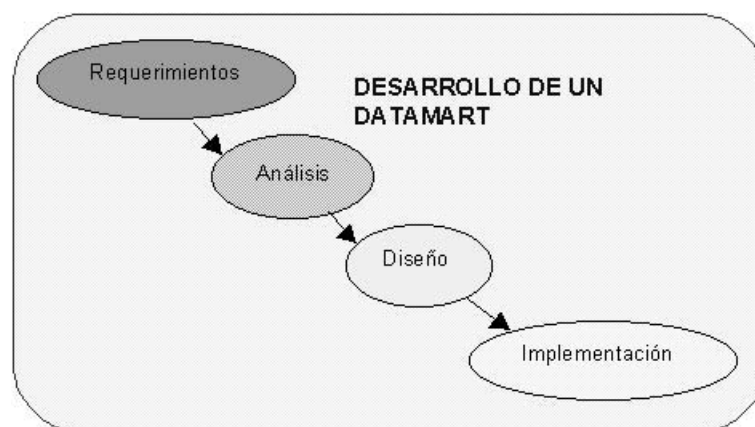 Requerimientos
DESARROLLO DE UN
DATAMART
Análisis
Diseño
Implementación